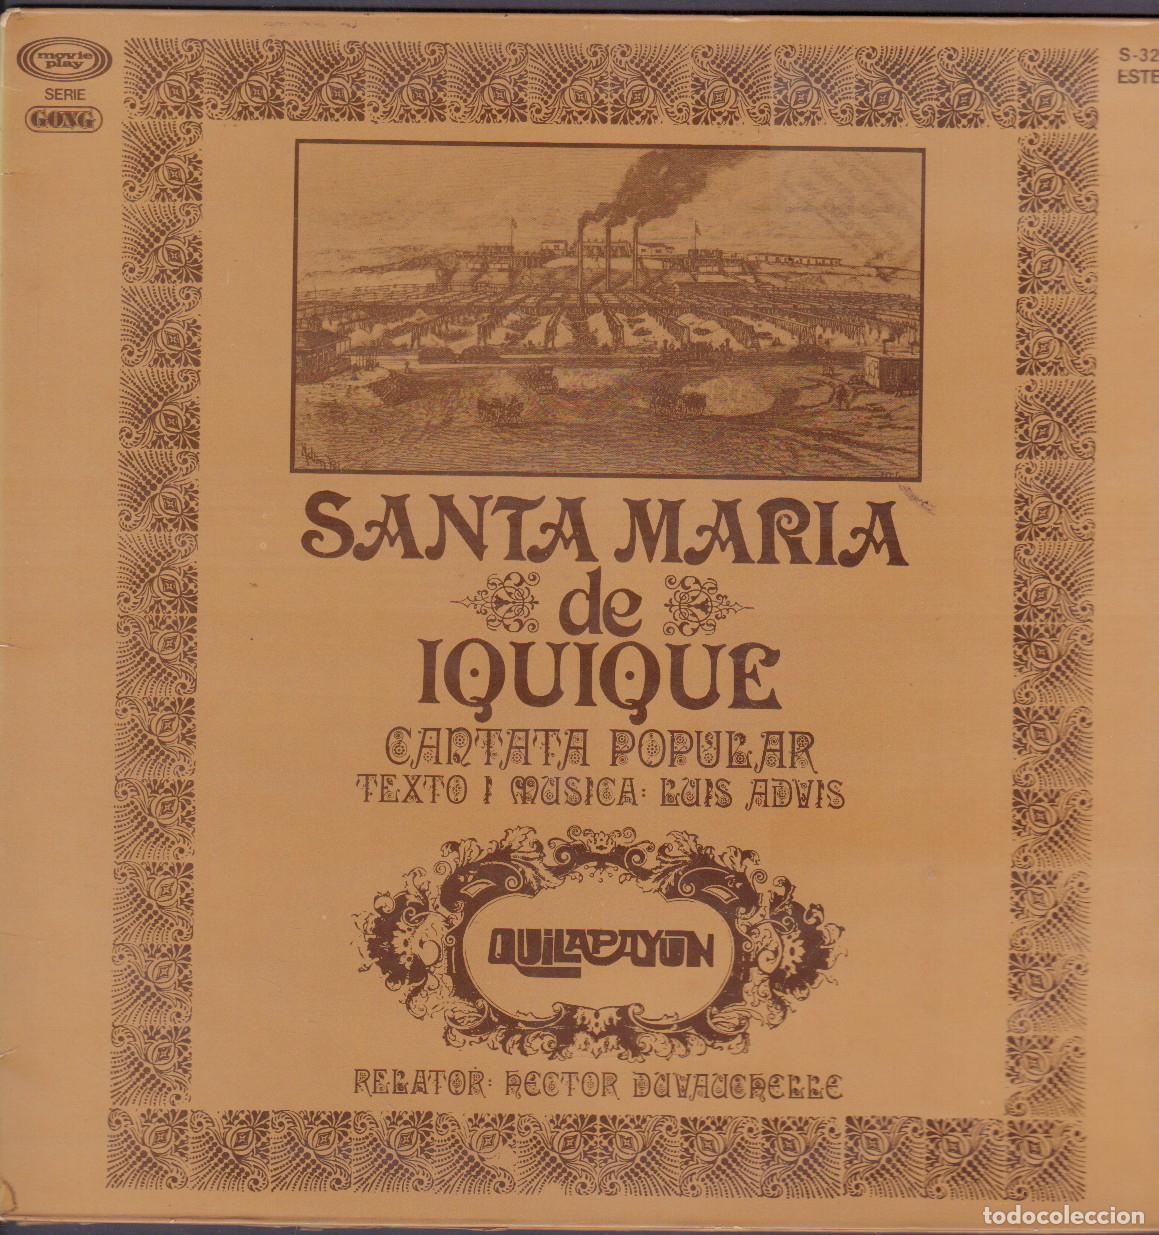 movie
play
SERIE
GONG
S-32
ESTE
SANTA MARIA
de
IQUIQUE
CANTATA POPULAR
TEXTO I MUSICA: LUIS ADVIS
QUILAPAYUN
RELATOR: HECTOR DUVAUCHELLE
todocoleccion